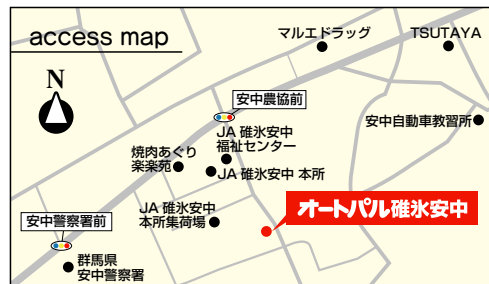 access map
マルエドラッグ
TSUTAYA
N
安中農協前
安中自動車教習所
JA 碓氷安中
福祉センター
焼肉あぐり
楽楽苑
JA 碓氷安中 本所
JA 碓氷安中
本所集荷場
オートパル碓氷安中
安中警察署前
群馬県
安中警察署